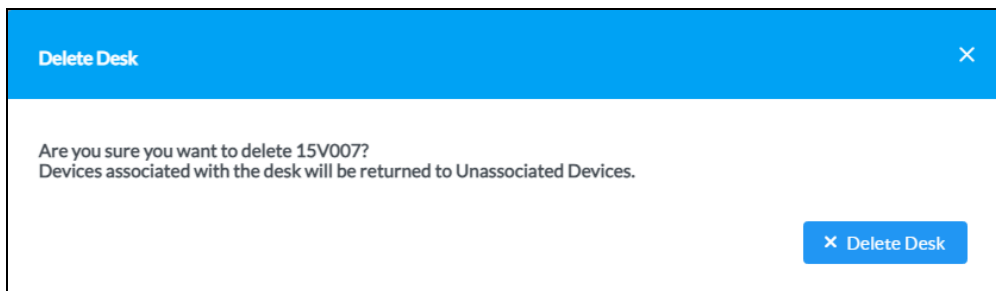 Delete Desk
Are you sure you want to delete 15V007?
Devices associated with the desk will be returned to Unassociated Devices.
Delete Desk